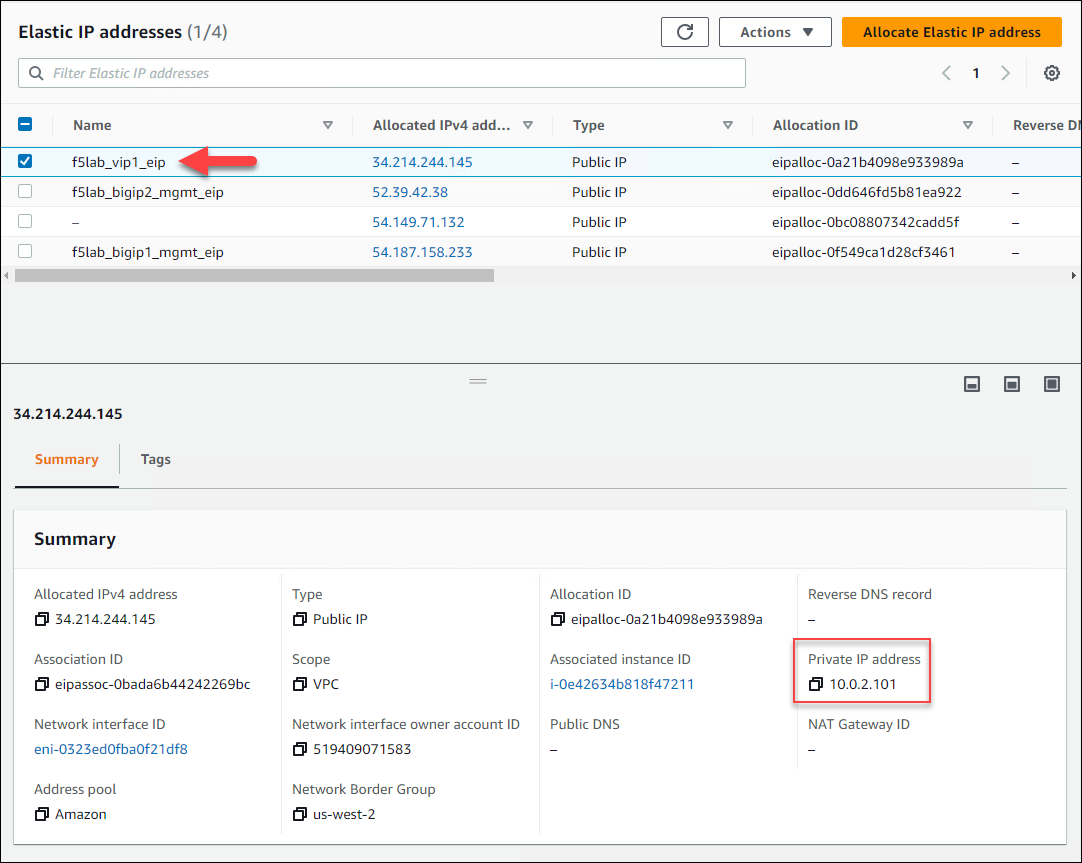 Elastic IP addresses (1/4)
Actions
Allocate Elastic IP address
Filter Elastic IP addresses
1
Name Allocated IPv4 add... Type Allocation ID Reverse DN
f5lab_vip1_eip 34.214.244.145 Public IP eipalloc-0a21b4098e933989a –
f5lab_bigip2_mgmt_eip 52.39.42.38 Public IP eipalloc-0dd646fd5b81ea922 –
– 54.149.71.132 Public IP eipalloc-0bc08807342cadd5f –
f5lab_bigip1_mgmt_eip 54.187.158.233 Public IP eipalloc-0f549ca1d28cf3461 –
34.214.244.145
Summary Tags
Summary
Allocated IPv4 address Type Allocation ID Reverse DNS record
34.214.244.145 Public IP eipalloc-0a21b4098e933989a –
Association ID Scope Associated instance ID Private IP address
eipassoc-0bada6b44242269bc VPC i-0e42634b818f47211 10.0.2.101
Network interface ID Network interface owner account ID Public DNS NAT Gateway ID
eni-0323ed0fba0f21df8 519409071583 – –
Address pool Network Border Group
Amazon us-west-2